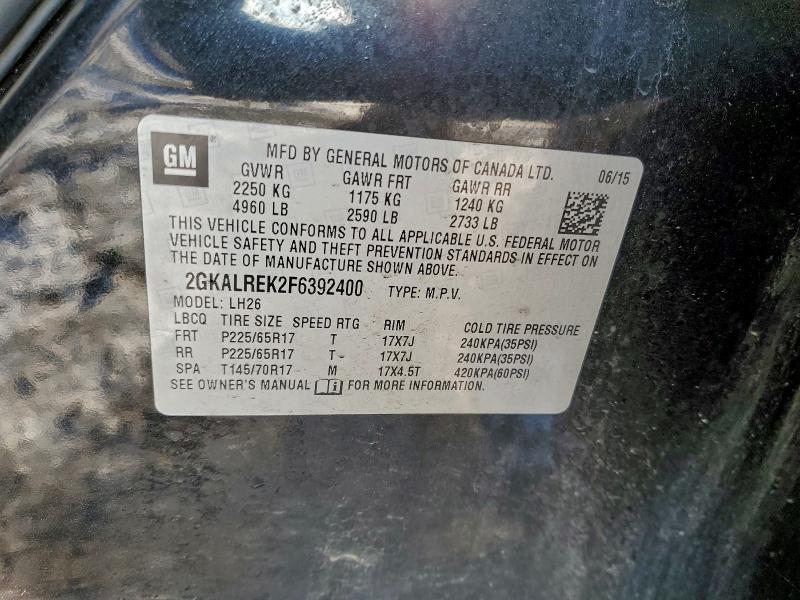 GM
MFD BY GENERAL MOTORS OF CANADA LTD. 06/15
GVWR GAWR FRT GAWR RR
2250 KG 1175 KG 1240 KG
4960 LB 2590 LB 2733 LB
THIS VEHICLE CONFORMS TO ALL APPLICABLE U.S. FEDERAL MOTOR
VEHICLE SAFETY AND THEFT PREVENTION STANDARDS IN EFFECT ON
THE DATE OF MANUFACTURE SHOWN ABOVE.
2GKALREK2F6392400 TYPE: M.P.V.
MODEL: LH26
LBCQ TIRE SIZE SPEED RTG RIM COLD TIRE PRESSURE
FRT P225/65R17 T 17X7J 240KPA(35PSI)
RR P225/65R17 T 17X7J 240KPA(35PSI)
SPA T145/70R17 M 17X4.5T 420KPA(60PSI)
SEE OWNER'S MANUAL FOR MORE INFORMATION.